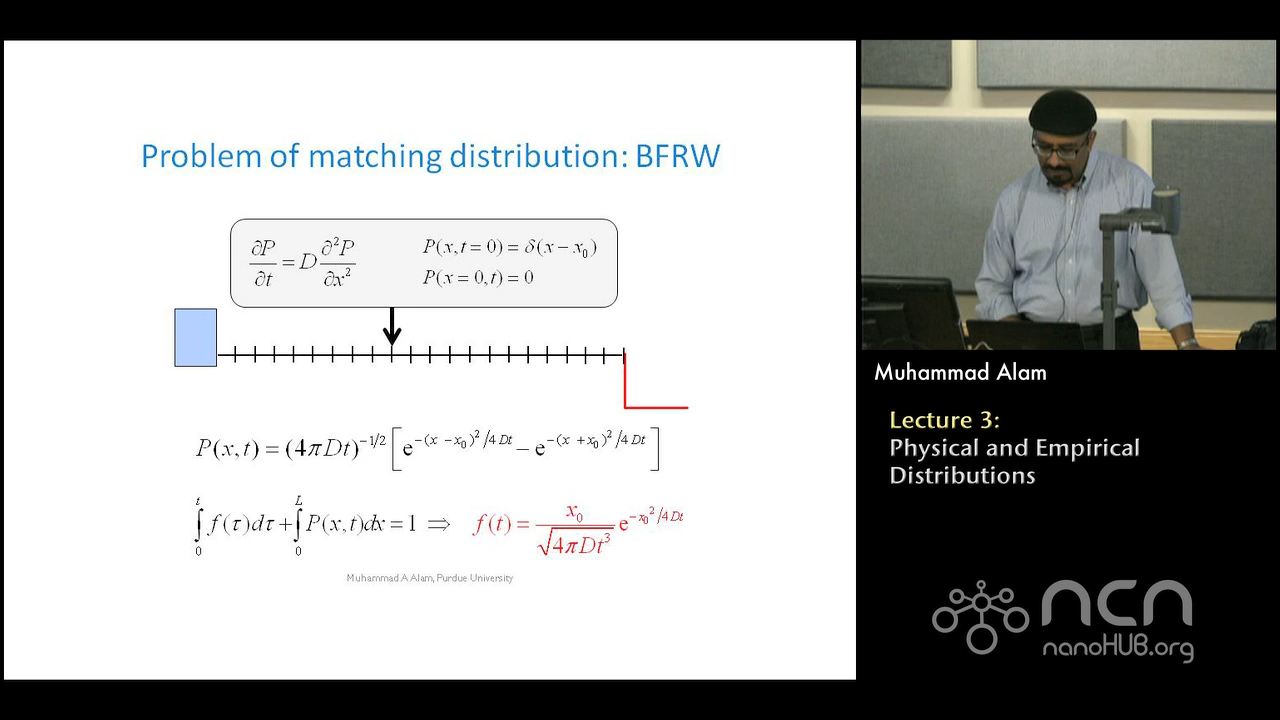 Problem of matching distribution: BFRW
∂P/∂t = D ∂²P/∂x²
P(x,t=0) = δ(x−x₀)
P(x=0,t) = 0
P(x,t) = (4πDt)^{-1/2} [e^{-(x −x₀)²/4Dt} − e^{-(x +x₀)²/4Dt}]
∫₀ᵗ f(τ)dτ + ∫₀ᴸ P(x,t)dx = 1 ⇒ f(t) = x₀/√(4πDt³) e^{-x₀²/4Dt}
Muhammad A Alam, Purdue University
Muhammad Alam
Lecture 3:
Physical and Empirical
Distributions
ncn
nanoHUB.org